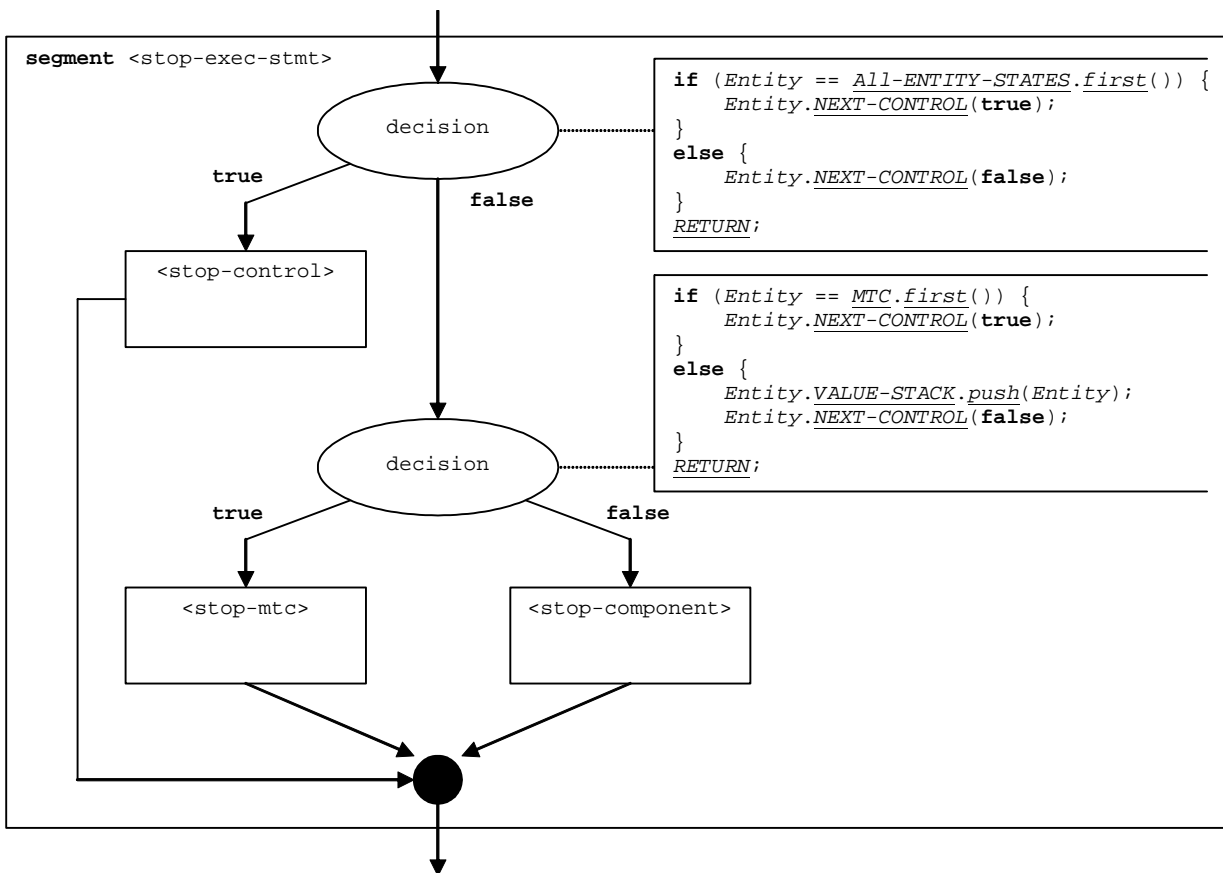 segment <stop-exec-stmt>
decision
if (Entity == All-ENTITY-STATES.first()) {
Entity.NEXT-CONTROL(true);
}
else {
Entity.NEXT-CONTROL(false);
}
RETURN;
true
false
<stop-control>
if (Entity == MTC.first()) {
Entity.NEXT-CONTROL(true);
}
else {
Entity.VALUE-STACK.push(Entity);
Entity.NEXT-CONTROL(false);
}
RETURN;
decision
true
false
<stop-mtc>
<stop-component>